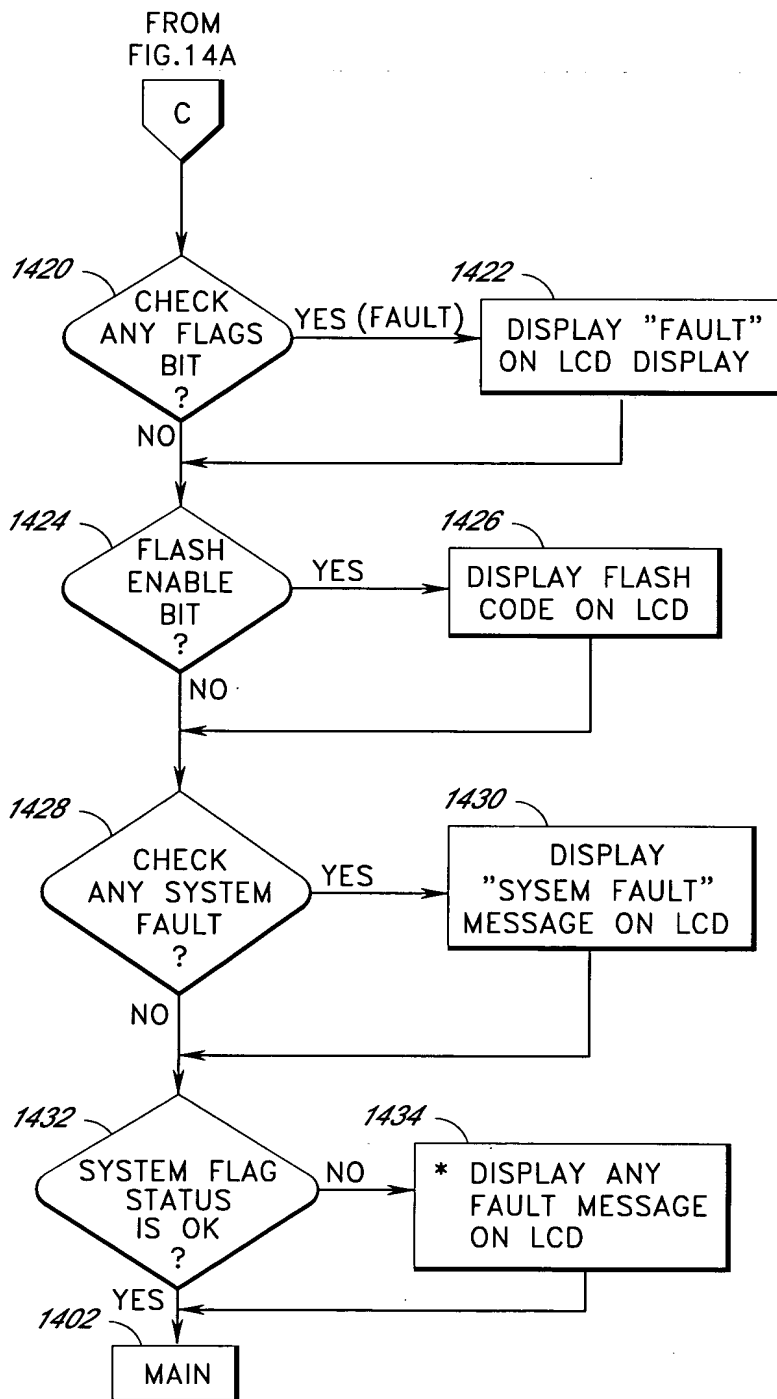 FROM
FIG.14A
C
1420
CHECK
ANY FLAGS
BIT
?
YES (FAULT)
1422
DISPLAY "FAULT"
ON LCD DISPLAY
NO
1424
FLASH
ENABLE
BIT
?
YES
1426
DISPLAY FLASH
CODE ON LCD
NO
1428
CHECK
ANY SYSTEM
FAULT
?
YES
1430
DISPLAY
"SYSEM FAULT"
MESSAGE ON LCD
NO
1432
SYSTEM FLAG
STATUS
IS OK
?
NO
1434
* DISPLAY ANY
FAULT MESSAGE
ON LCD
YES
1402
MAIN